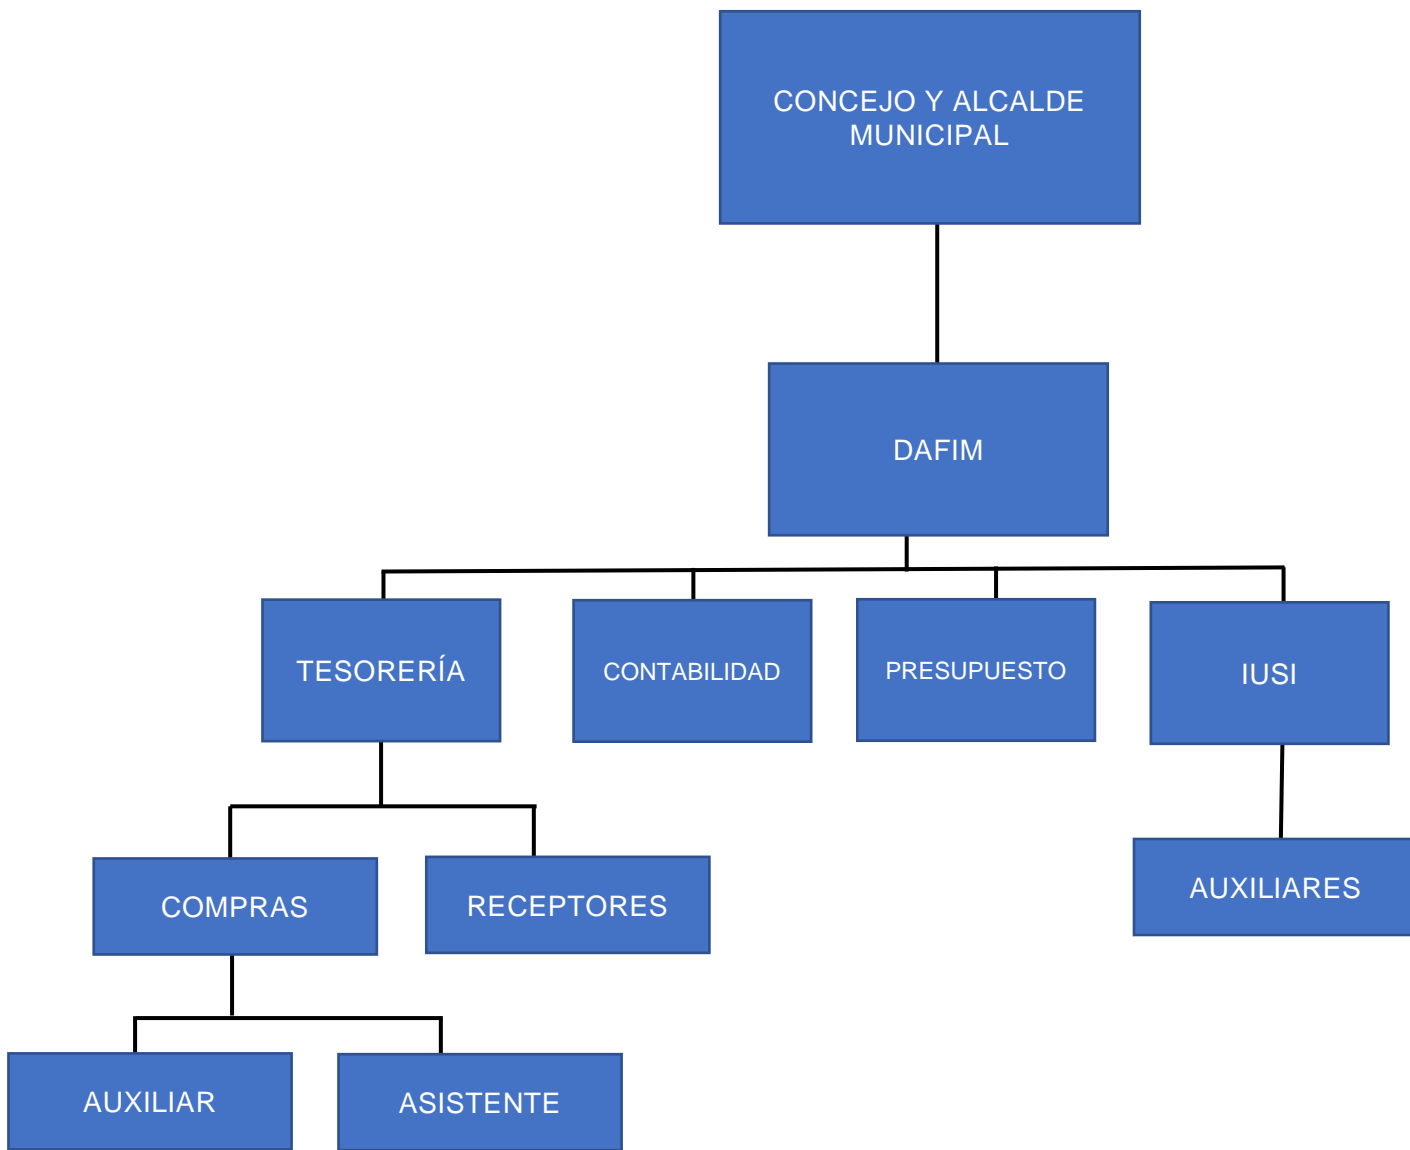 CONCEJO Y ALCALDE
MUNICIPAL
DAFIM
TESORERÍA
CONTABILIDAD
PRESUPUESTO
IUSI
COMPRAS
RECEPTORES
AUXILIARES
AUXILIAR
ASISTENTE